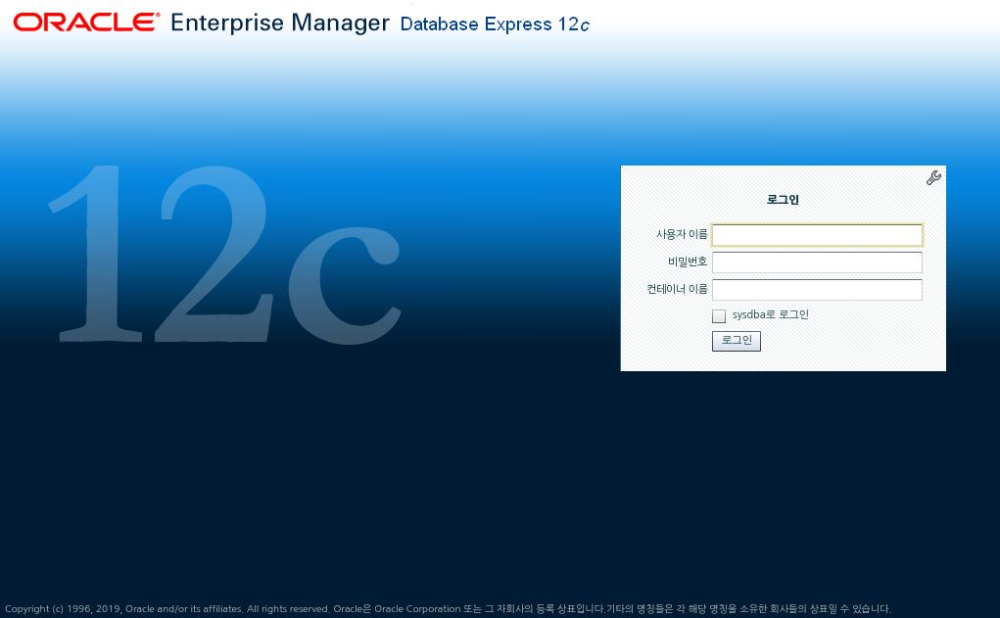 ORACLE® Enterprise Manager Database Express 12c
12c
로그인
사용자 이름
비밀번호
컨테이너 이름
sysdba로 로그인
로그인
Copyright (c) 1996, 2019, Oracle and/or its affiliates. All rights reserved. Oracle은 Oracle Corporation 또는 그 자회사의 등록 상표입니다.기타의 명칭들은 각 해당 명칭을 소유한 회사들의 상표일 수 있습니다.